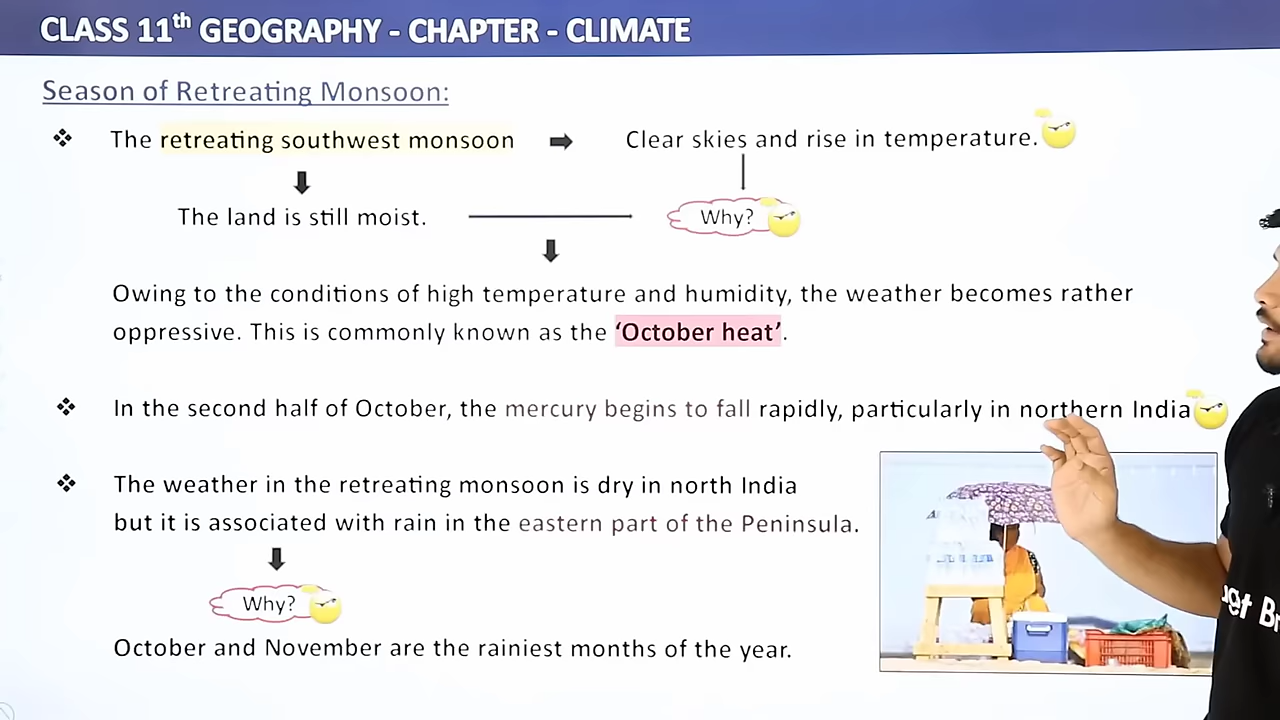 CLASS 11th GEOGRAPHY - CHAPTER - CLIMATE
Season of Retreating Monsoon:
The retreating southwest monsoon
Clear skies and rise in temperature.
The land is still moist.
Why?
Owing to the conditions of high temperature and humidity, the weather becomes rather
oppressive. This is commonly known as the ‘October heat’.
In the second half of October, the mercury begins to fall rapidly, particularly in northern India
The weather in the retreating monsoon is dry in north India
but it is associated with rain in the eastern part of the Peninsula.
Why?
October and November are the rainiest months of the year.